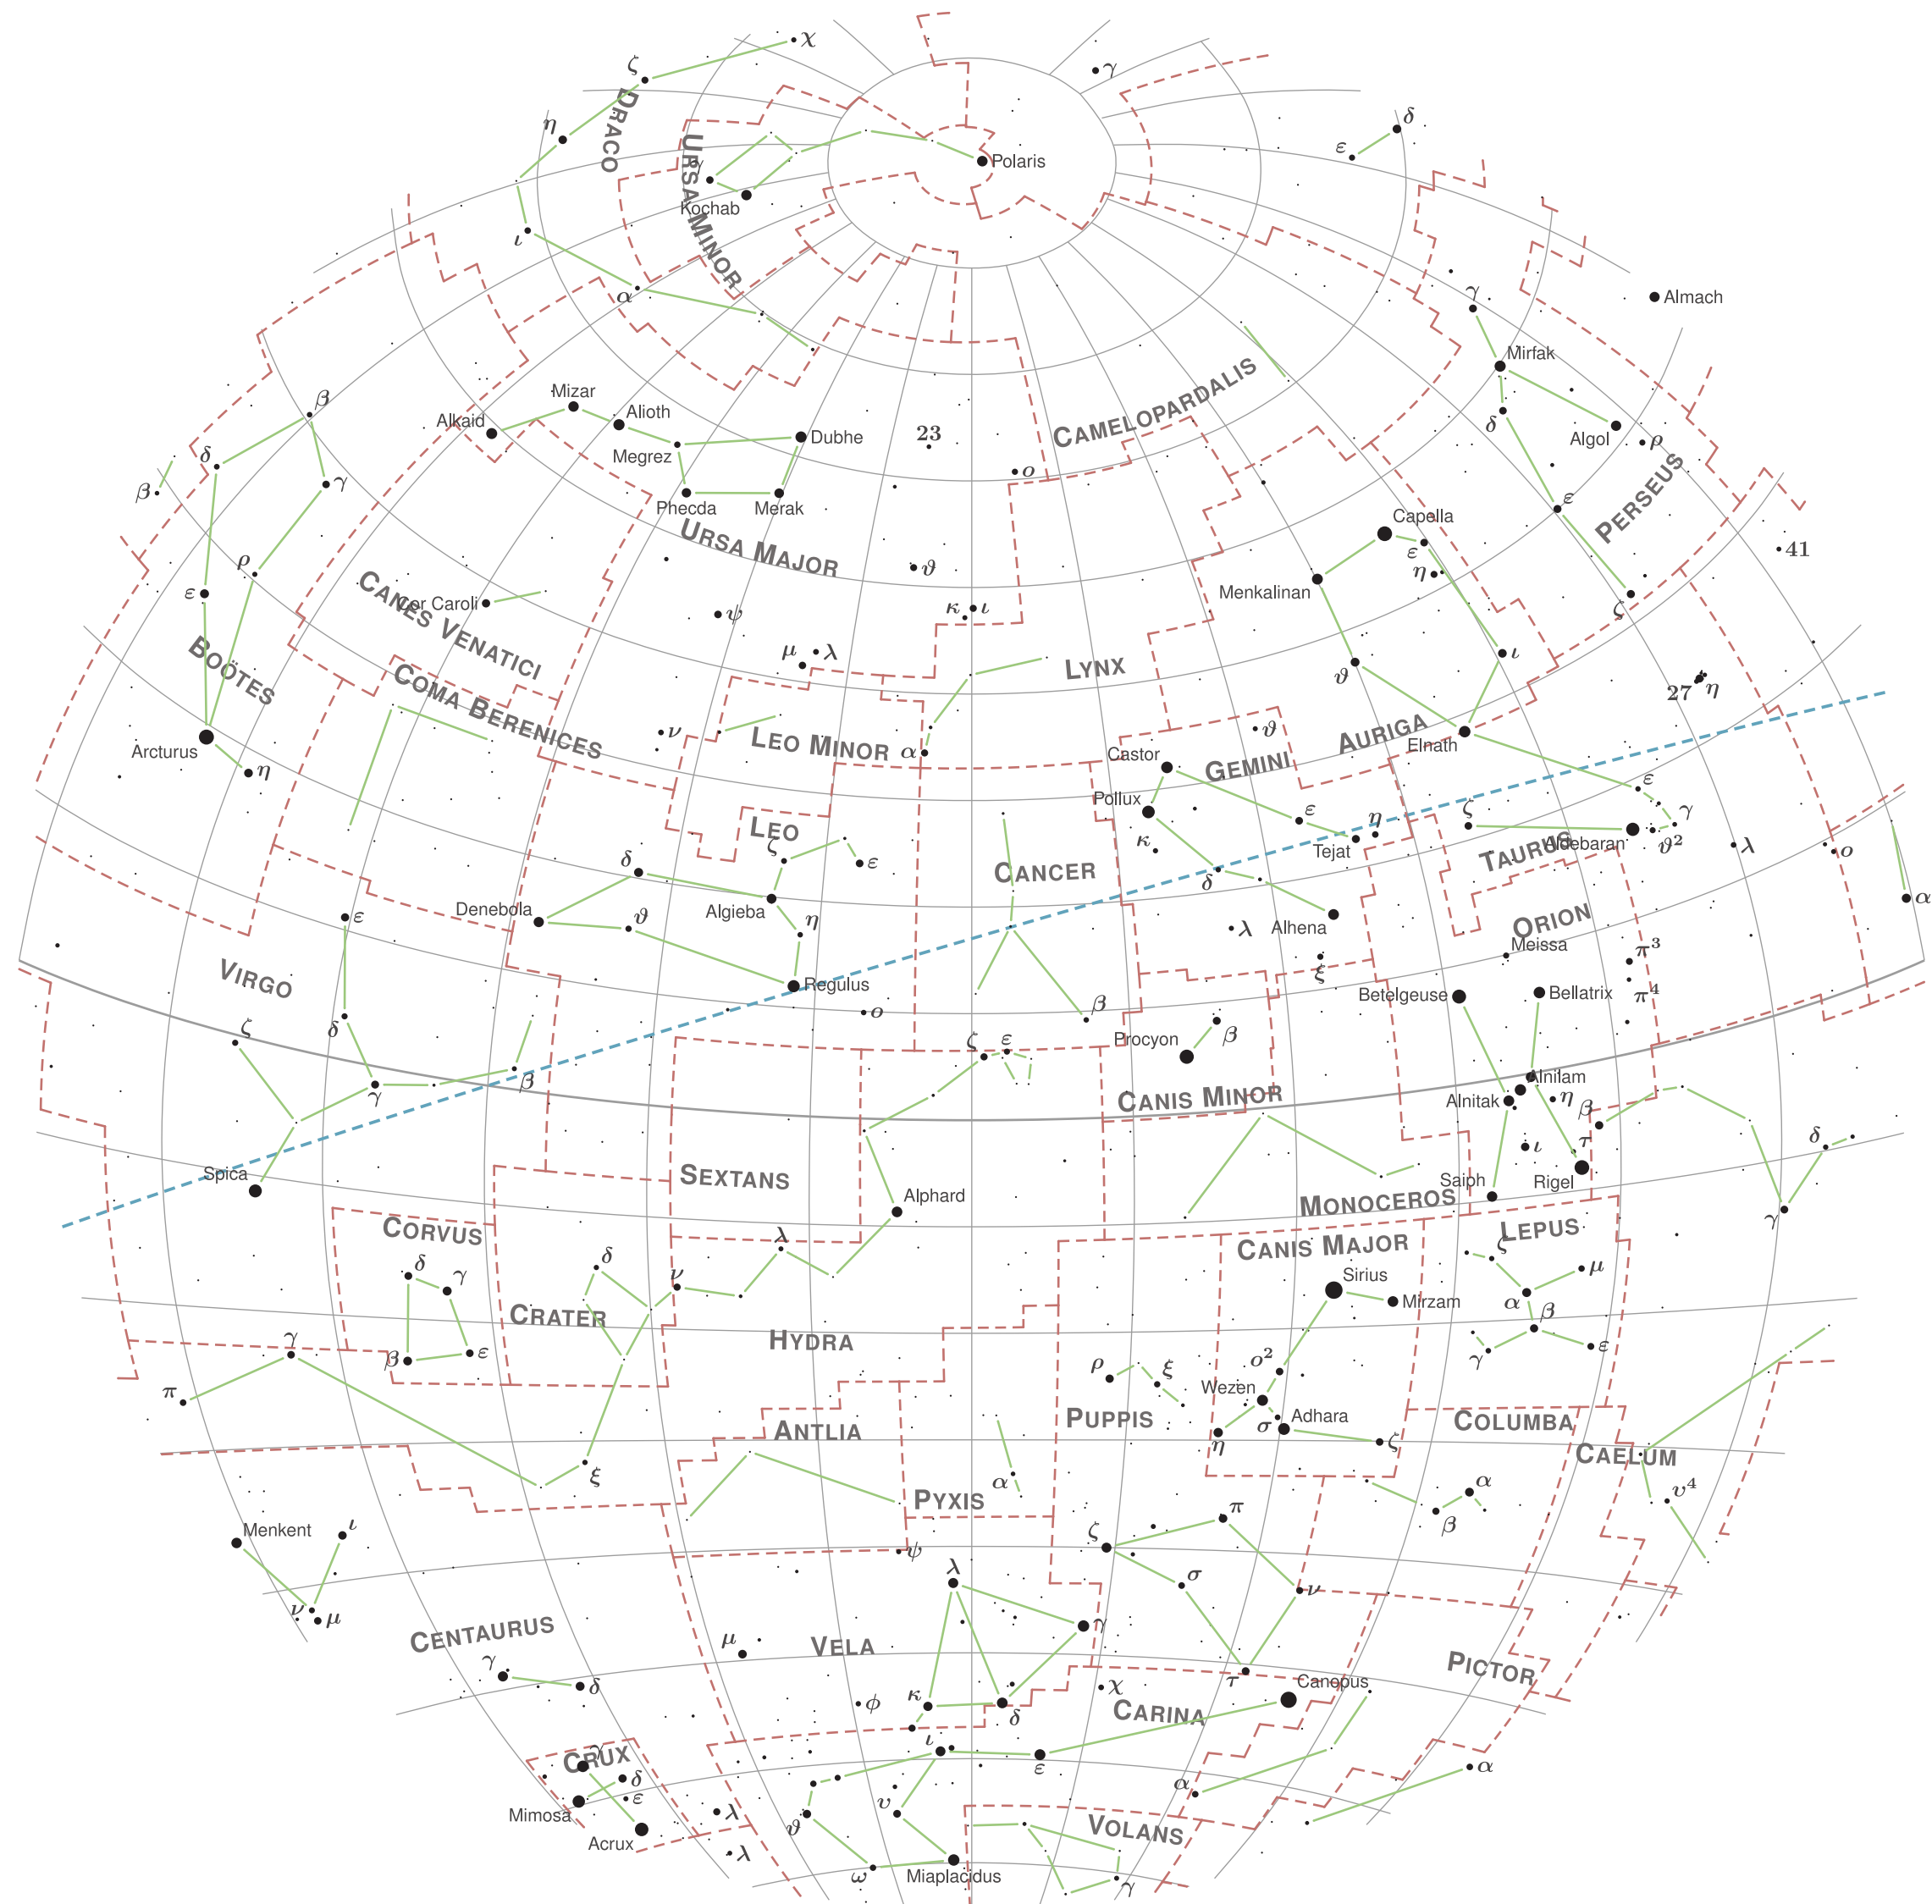 χ
γ
ζ
δ
DRACO
η
ε
URSA MINOR
γ
Polaris
Kochab
ι
α
γ
Almach
Mirfak
CAMELOPARDALIS
Mizar
β
Alkaid
Alioth
Dubhe
23
δ
Algol
ρ
Megrez
ο
δ
γ
β
Phecda
Merak
PERSEUS
ε
Capella
URSA MAJOR
ε
41
ρ
ϑ
η
Menkalinan
ε
CANES VENATICI
Cor Caroli
ψ
κ
ι
ζ
BOÖTES
μ
λ
LYNX
ι
COMA BERENICES
ϑ
27
η
ν
LEO MINOR
α
ϑ
AURIGA
Elnath
Arcturus
η
Castor
GEMINI
Pollux
ε
LEO
ε
η
ζ
γ
ζ
κ
Tejat
TAURUS
Aldebaran
ϑ2
λ
ο
ε
δ
CANCER
δ
α
Denebola
ϑ
Algieba
η
ORION
ε
λ
Alhena
Meissa
π3
VIRGO
ξ
Regulus
Betelgeuse
Bellatrix
π4
ο
β
ζ
δ
ζ
ε
Procyon
β
β
γ
CANIS MINOR
Alnilam
Alnitak
η
β
δ
ι
τ
Spica
SEXTANS
Alphard
MONOCEROS
Saiph
Rigel
γ
CORVUS
λ
CANIS MAJOR
LEPUS
ζ
δ
γ
δ
ν
Sirius
μ
Mirzam
α
β
CRATER
HYDRA
γ
β
ε
ρ
ξ
ο2
γ
ε
π
Wezen
PUPPIS
ANTLIA
Adhara
σ
COLUMBA
η
ζ
CAELUM
ξ
α
α
PYXIS
υ4
β
Menkent
ι
π
ζ
ψ
λ
σ
ν
ν
μ
γ
CENTAURUS
μ
VELA
γ
PICTOR
δ
ϕ
κ
δ
χ
τ
Canopus
CARINA
ι
ε
CRUX
γ
δ
ε
α
α
Mimosa
λ
υ
ϑ
Acrux
VOLANS
λ
ω
Miaplacidus
γ